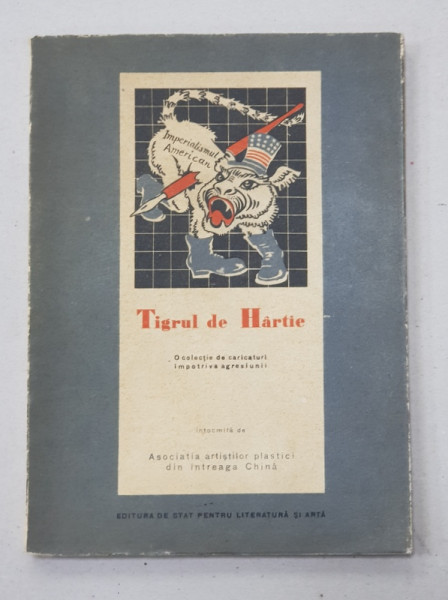 Imperialismul
American
Tigrul de Hârtie
O colecție de caricaturi
împotriva agresiunii
întocmită de
Asociația artiștilor plastici
din întreaga Chină
EDITURA DE STAT PENTRU LITERATURĂ ȘI ARTĂ